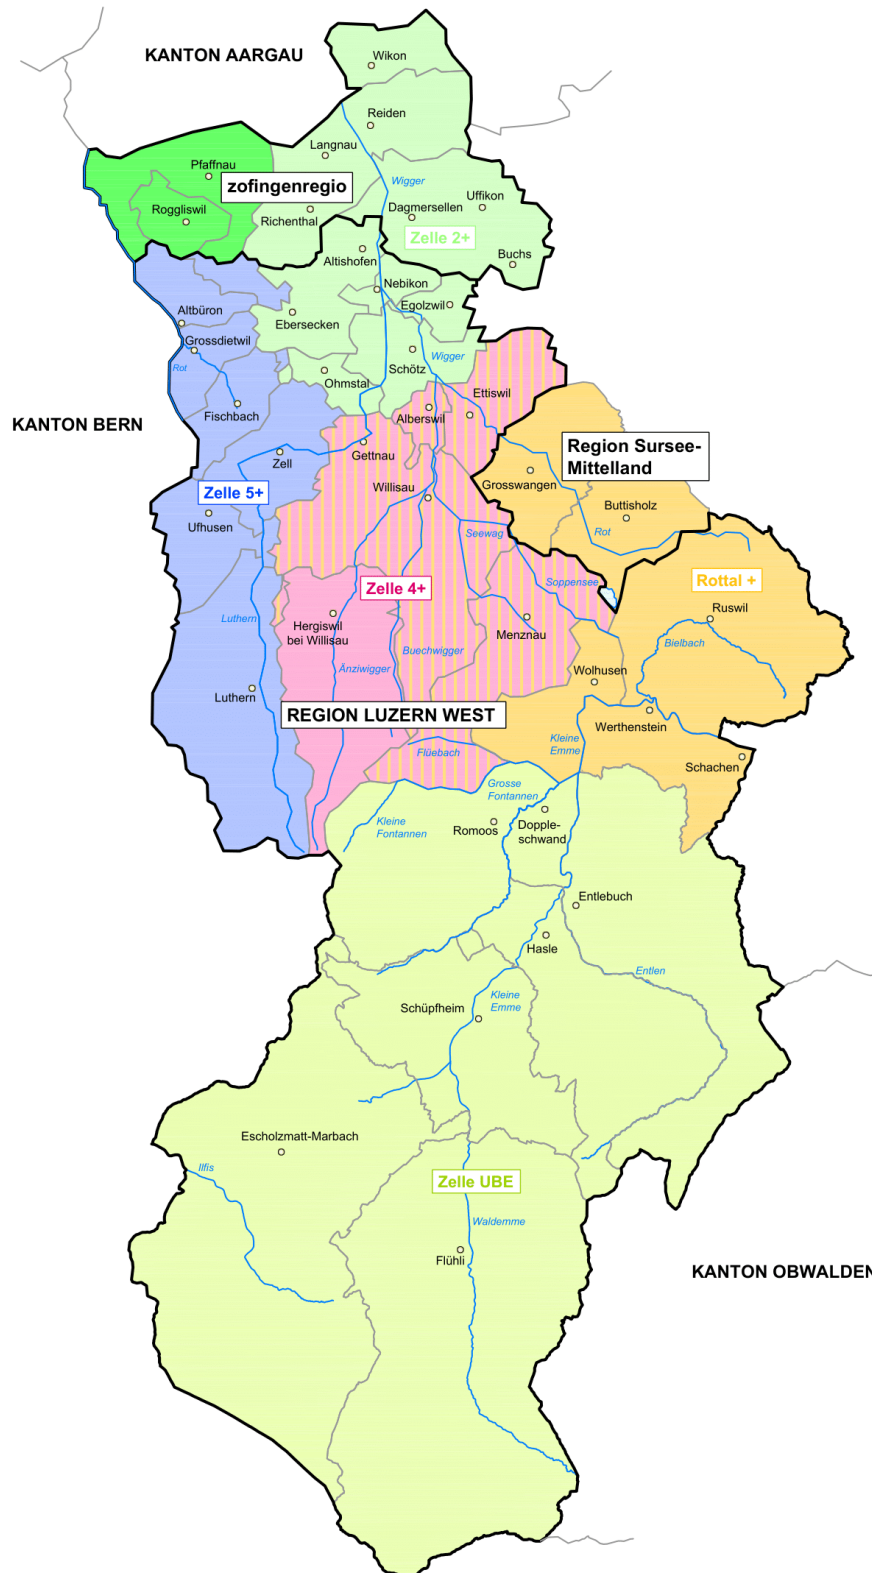 KANTON AARGAU
Wikon
Reiden
Langnau
Pfaffnau
zofingenregio
Wigger
Uffikon
Roggliswil
Richenthal
Dagmersellen
Zelle 2+
Altishofen
Buchs
Nebikon
Altbüron
Ebersecken
Egolzwil
Grossdietwil
Rot
Schötz
Wigger
Ohmstal
Ettiswil
Fischbach
Alberswil
KANTON BERN
Gettnau
Region Sursee-
Mittelland
Zell
Grosswangen
Zelle 5+
Willisau
Buttisholz
Ufhusen
Seewag
Rot
Soppensee
Rottal +
Zelle 4+
Ruswil
Luthern
Hergiswil
bei Willisau
Menznau
Bielbach
Buechwigger
Änziwigger
Wolhusen
Luthern
REGION LUZERN WEST
Werthenstein
Kleine
Emme
Flüebach
Schachen
Grosse
Fontannen
Kleine
Fontannen
Romoos
Dopple-
schwand
Entlebuch
Hasle
Entlen
Kleine
Emme
Schüpfheim
Escholzmatt-Marbach
Ilfis
Zelle UBE
Waldemme
Flühli
KANTON OBWALDEN